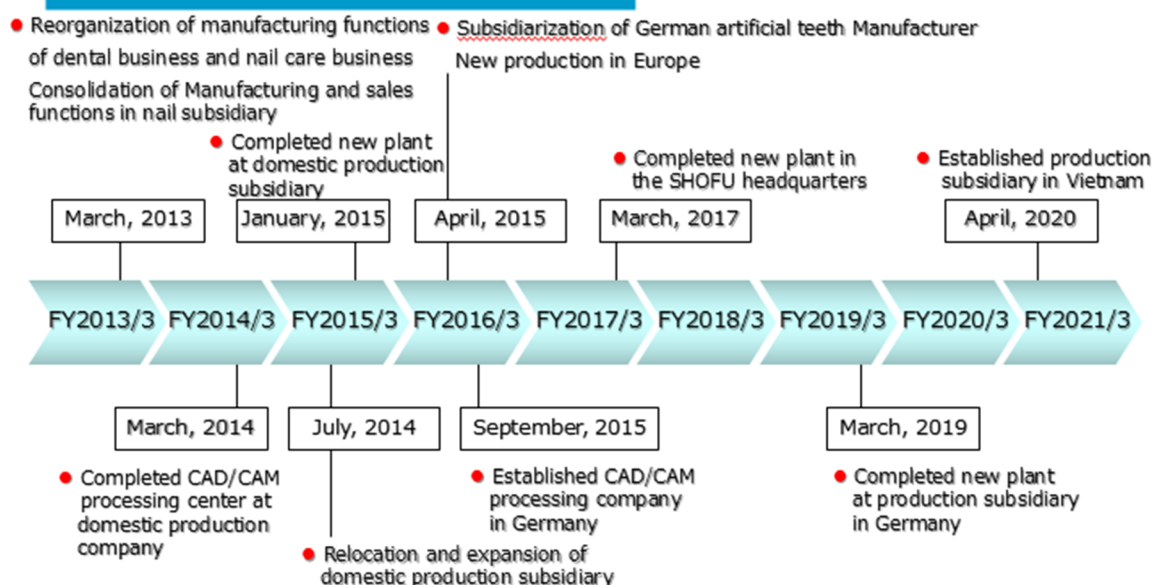 ● Reorganization of manufacturing functions
of dental business and nail care business
Consolidation of Manufacturing and sales
functions in nail subsidiary
● Subsidiarization of German artificial teeth Manufacturer
New production in Europe
● Completed new plant
at domestic production
subsidiary
● Completed new plant in
the SHOFU headquarters
● Established production
subsidiary in Vietnam
March, 2013
January, 2015
April, 2015
March, 2017
April, 2020
FY2013/3
FY2014/3
FY2015/3
FY2016/3
FY2017/3
FY2018/3
FY2019/3
FY2020/3
FY2021/3
March, 2014
July, 2014
September, 2015
March, 2019
● Completed CAD/CAM
processing center at
domestic production
company
● Relocation and expansion of
domestic production subsidiary
● Established CAD/CAM
processing company
in Germany
● Completed new plant
at production subsidiary
in Germany